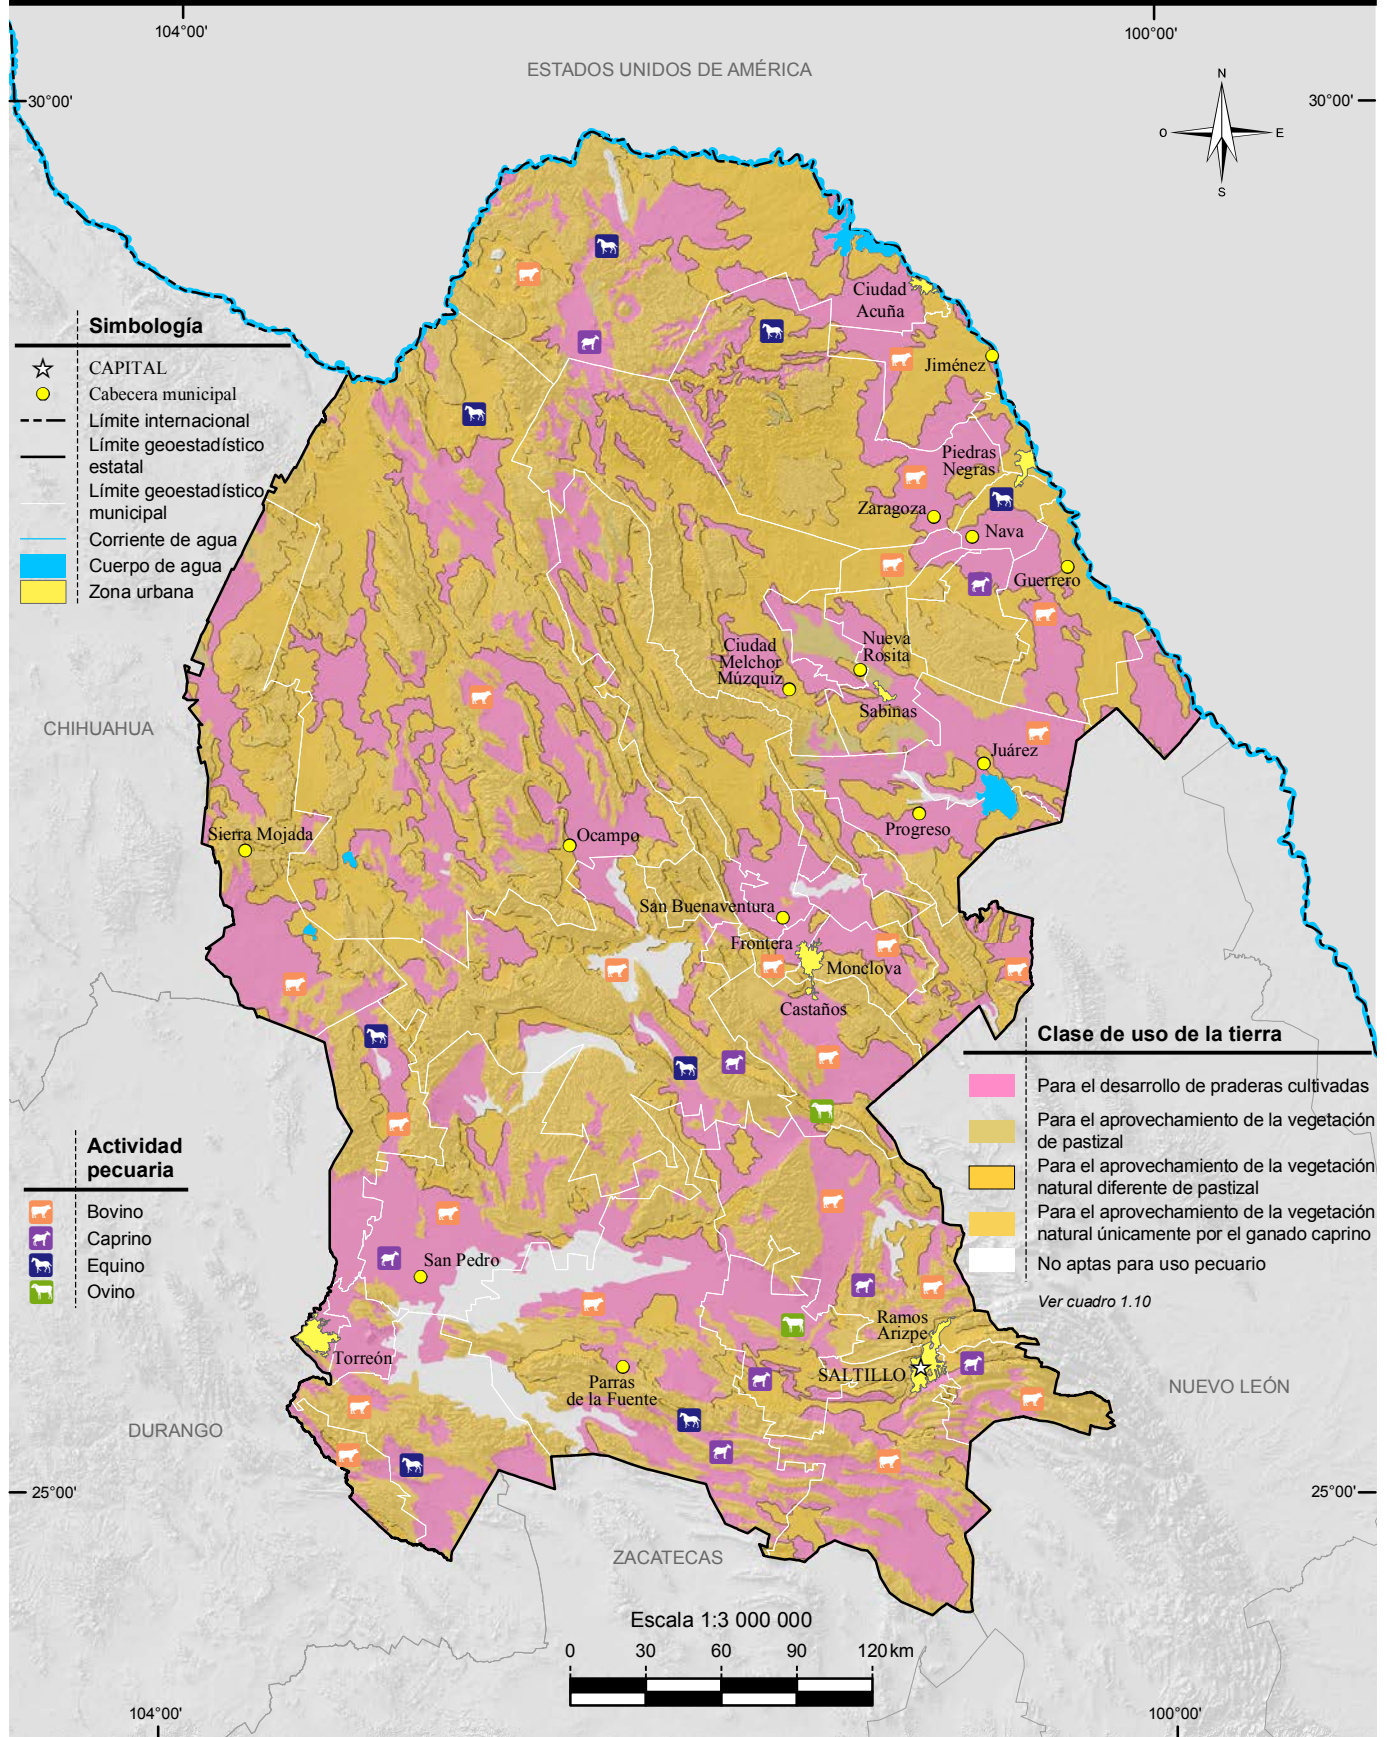 104°00'
100°00'
ESTADOS UNIDOS DE AMÉRICA
30°00'
30°00'
N
O
E
S
Ciudad
Acuña
Simbología
CAPITAL
Cabecera municipal
Límite internacional
Límite geoestadístico
estatal
Límite geoestadístico
municipal
Corriente de agua
Cuerpo de agua
Zona urbana
Jiménez
Piedras
Negras
Zaragoza
Nava
Guerrero
Ciudad
Melchor
Múzquiz
Nueva
Rosita
Sabinas
CHIHUAHUA
Juárez
Progreso
Sierra Mojada
Ocampo
San Buenaventura
Frontera
Monclova
Castaños
Clase de uso de la tierra
Para el desarrollo de praderas cultivadas
Para el aprovechamiento de la vegetación
de pastizal
Para el aprovechamiento de la vegetación
natural diferente de pastizal
Para el aprovechamiento de la vegetación
natural únicamente por el ganado caprino
No aptas para uso pecuario
Ver cuadro 1.10
Actividad
pecuaria
Bovino
Caprino
Equino
Ovino
San Pedro
Ramos
Arizpe
Torreón
Parras
de la Fuente
SALTILLO
NUEVO LEÓN
DURANGO
25°00'
25°00'
ZACATECAS
Escala 1:3 000 000
0 30 60 90 120 km
104°00'
100°00'